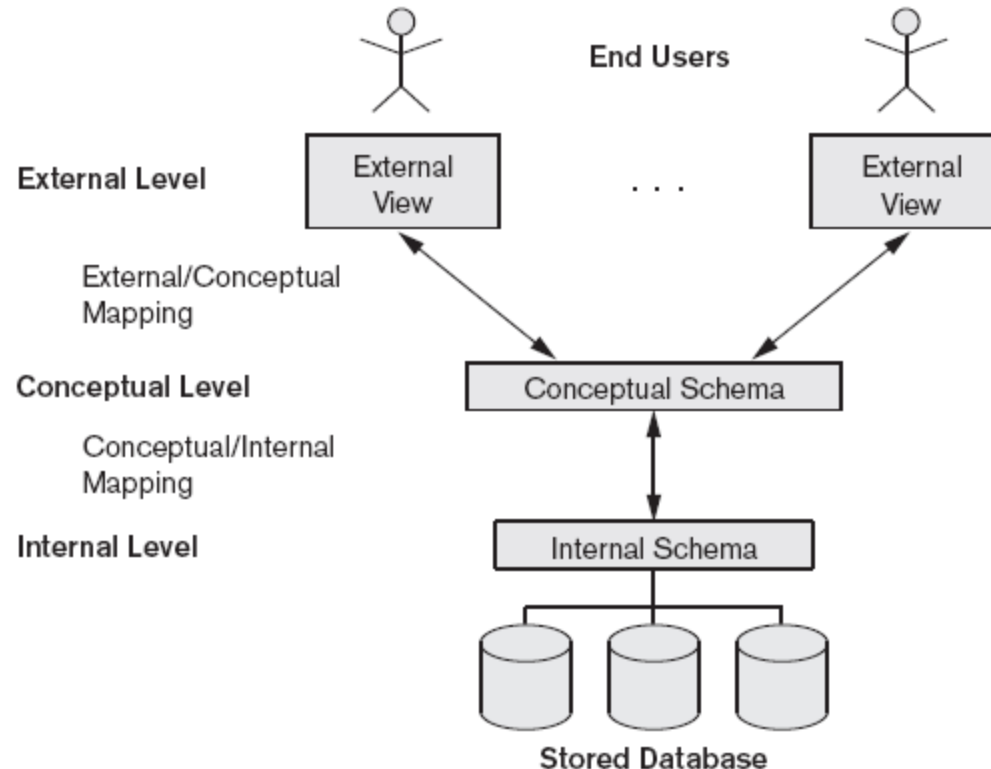 End Users
External Level
External
View
. . .
External
View
External/Conceptual
Mapping
Conceptual Level
Conceptual Schema
Conceptual/Internal
Mapping
Internal Level
Internal Schema
Stored Database